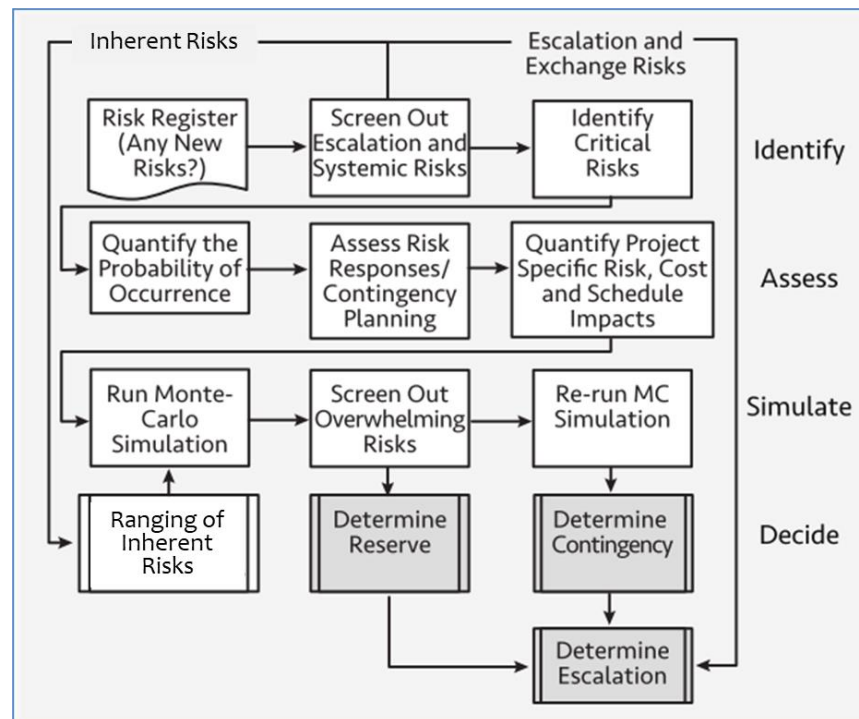 Inherent Risks
Escalation and
Exchange Risks
Risk Register
(Any New
Risks?)
Screen Out
Escalation and
Systemic Risks
Identify
Critical
Risks
Identify
Quantify the
Probability of
Occurrence
Assess Risk
Responses/
Contingency
Planning
Quantify Project
Specific Risk, Cost
and Schedule
Impacts
Assess
Run Monte-
Carlo
Simulation
Screen Out
Overwhelming
Risks
Re-run MC
Simulation
Simulate
Ranging of
Inherent
Risks
Determine
Reserve
Determine
Contingency
Decide
Determine
Escalation